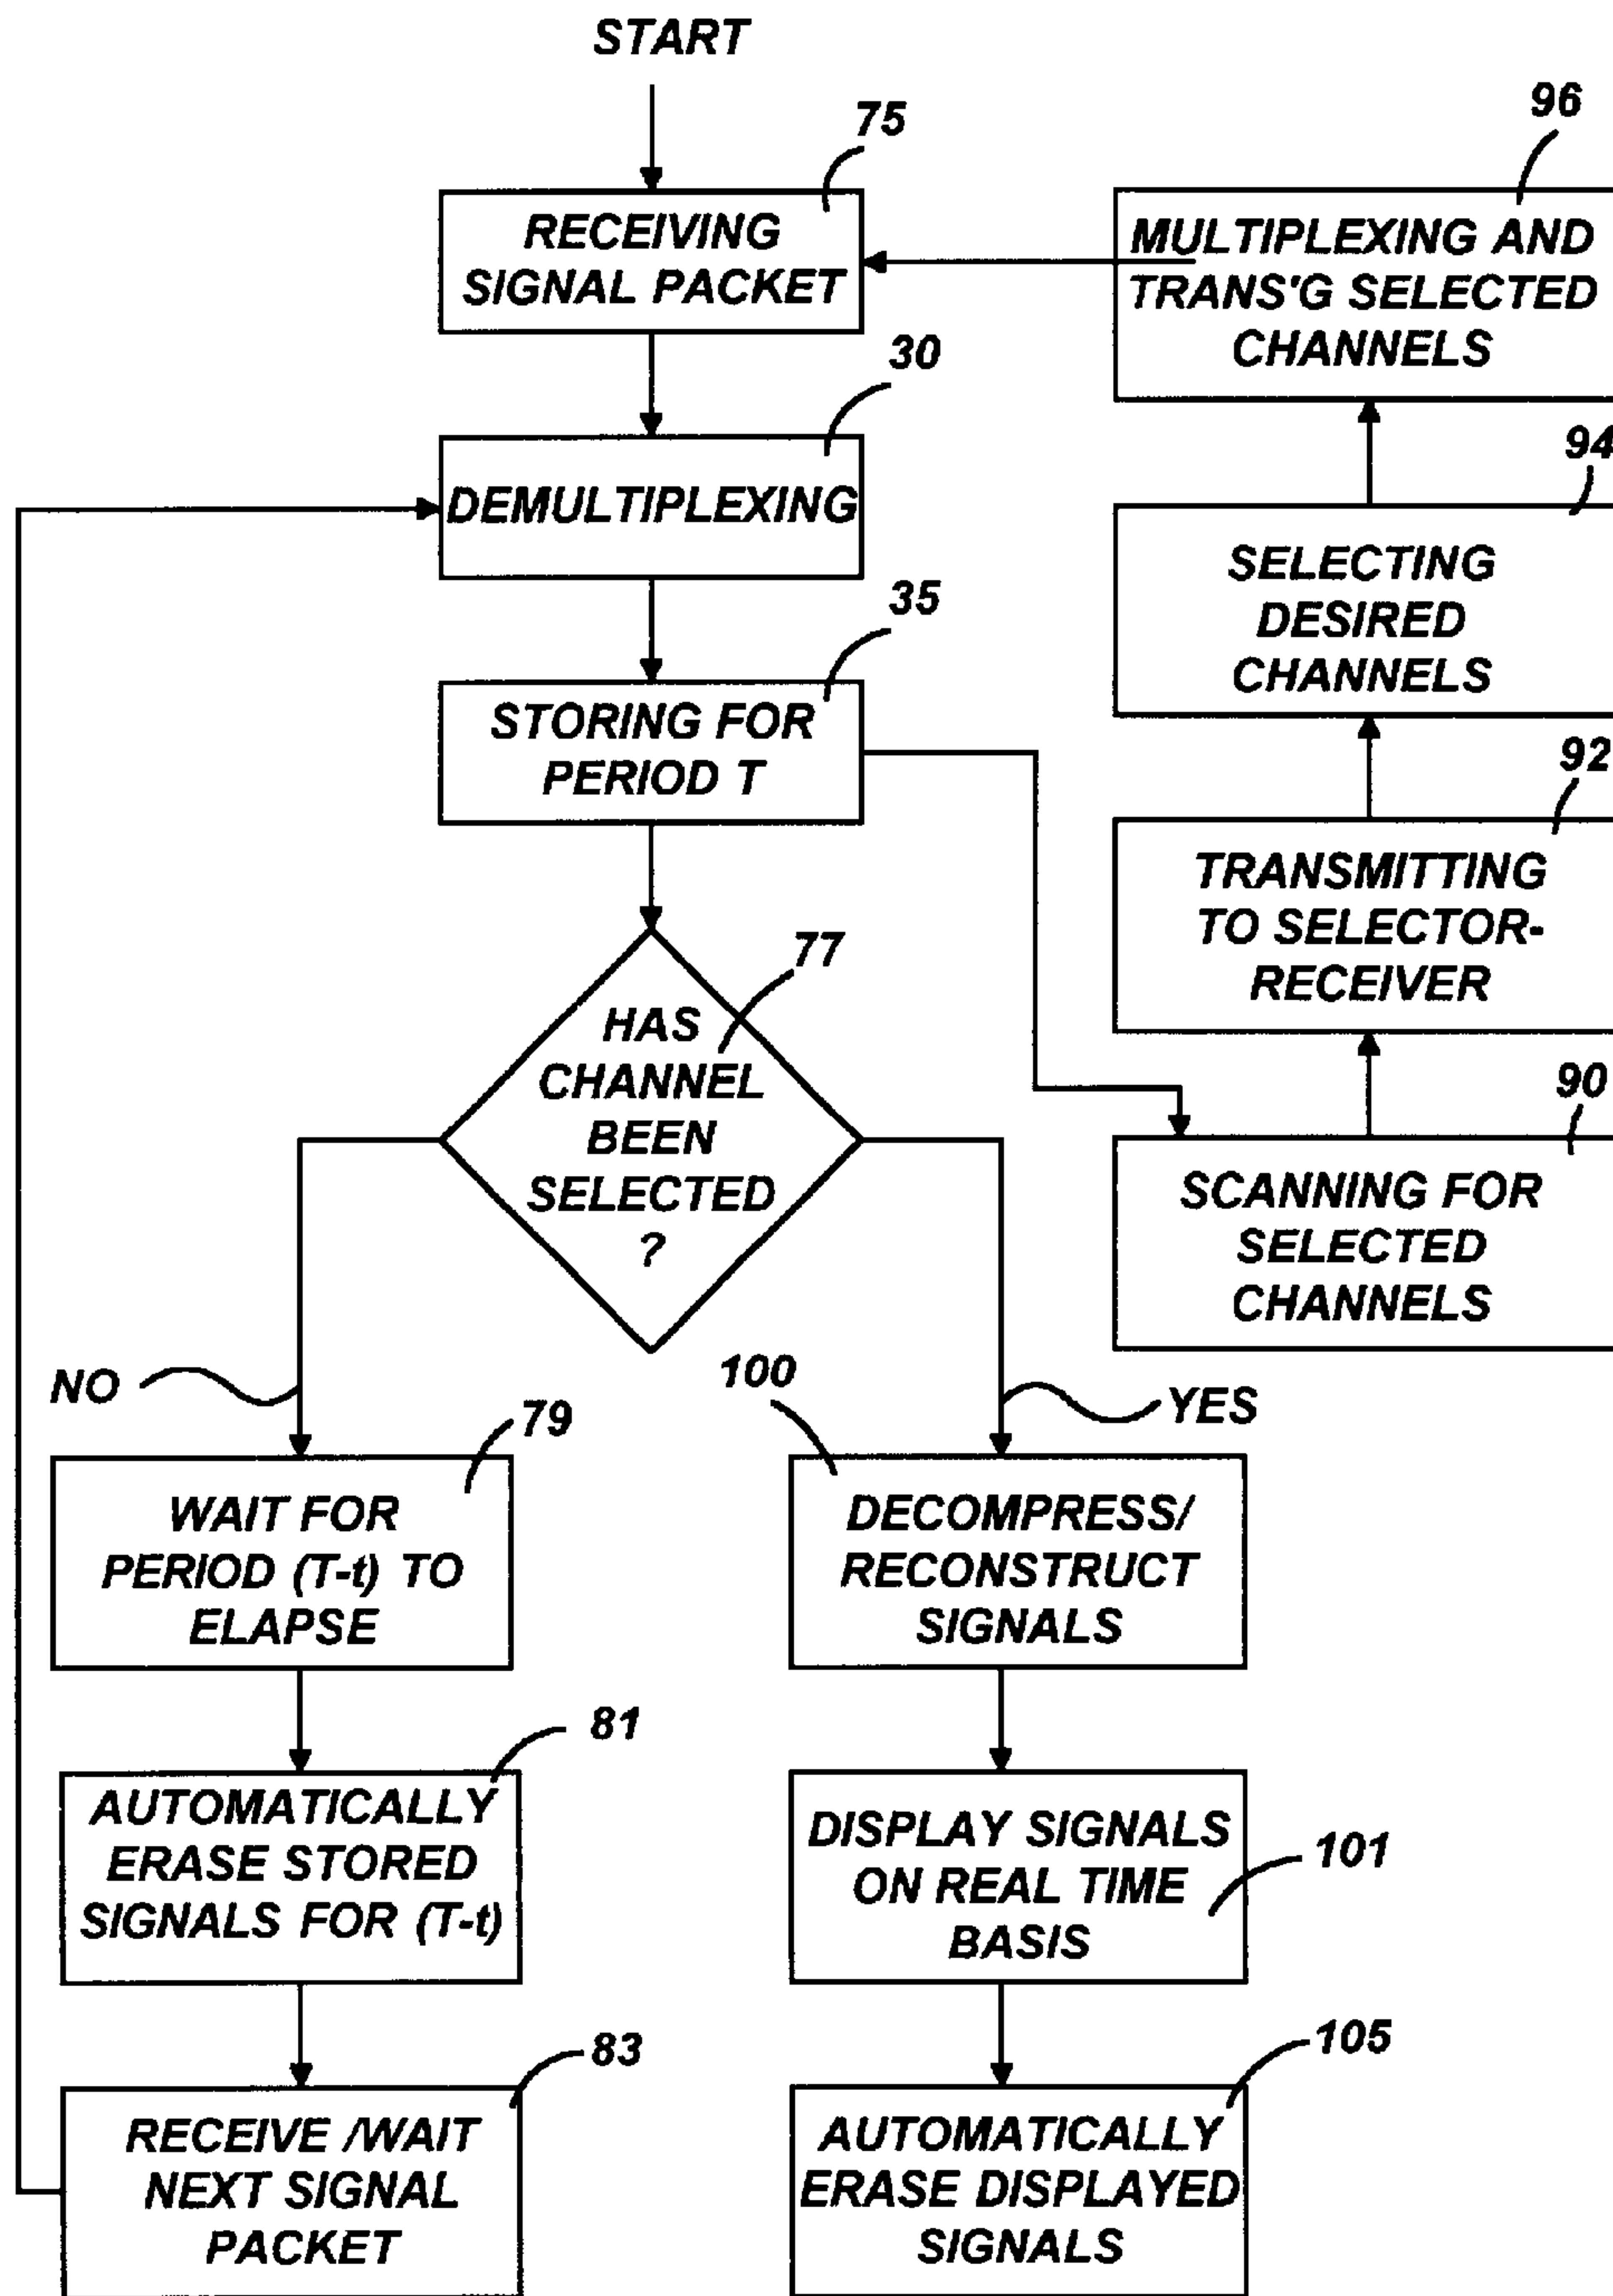 START
75
RECEIVING
SIGNAL PACKET
96
MULTIPLEXING AND
TRANS'G SELECTED
CHANNELS
30
DEMULTIPLEXING
94
SELECTING
DESIRED
CHANNELS
35
STORING FOR
PERIOD T
92
TRANSMITTING
TO SELECTOR-
RECEIVER
77
HAS
CHANNEL
BEEN
SELECTED
?
90
SCANNING FOR
SELECTED
CHANNELS
NO
79
WAIT FOR
PERIOD (T-t) TO
ELAPSE
100
YES
DECOMPRESS/
RECONSTRUCT
SIGNALS
81
AUTOMATICALLY
ERASE STORED
SIGNALS FOR (T-t)
DISPLAY SIGNALS
ON REAL TIME
BASIS
101
83
RECEIVE /WAIT
NEXT SIGNAL
PACKET
105
AUTOMATICALLY
ERASE DISPLAYED
SIGNALS